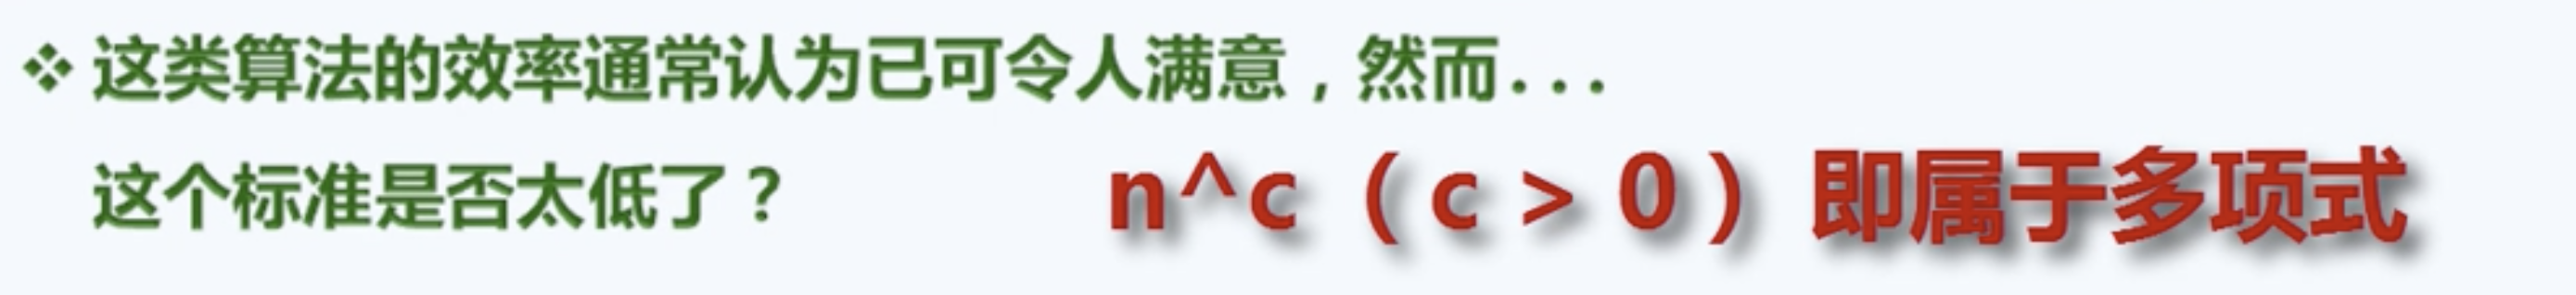 ❖ 这类算法的效率通常认为已可令人满意，然而...
这个标准是否太低了？ n^c（c > 0）即属于多项式